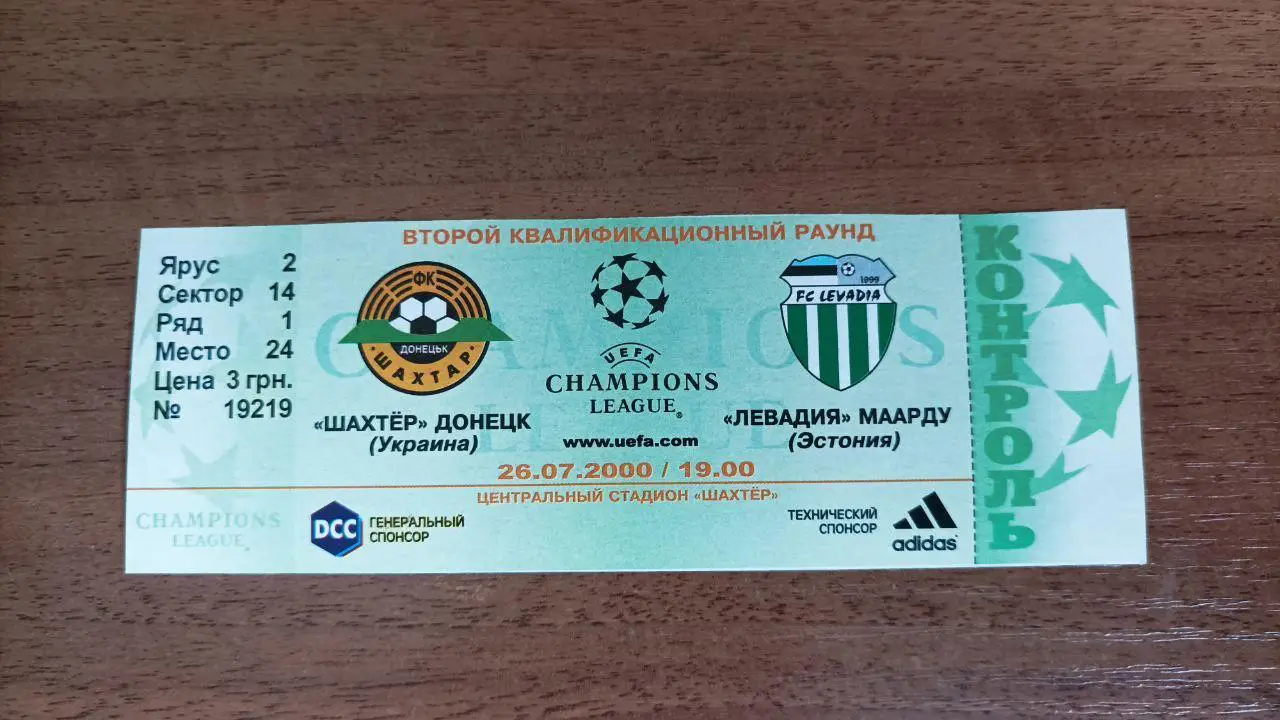 ВТОРОЙ КВАЛИФИКАЦИОННЫЙ РАУНД
Ярус 2
Сектор 14
Ряд 1
Место 24
Цена 3 грн.
№ 19219
ФК
ДОНЕЦЬК
ШАХТАР
«ШАХТЁР» ДОНЕЦК
(Украина)
CHAMPIONS
LEAGUE
UEFA
CHAMPIONS
LEAGUE®
www.uefa.com
1999
FC LEVADIA
«ЛЕВАДИЯ» МААРДУ
(Эстония)
26.07.2000 / 19.00
ЦЕНТРАЛЬНЫЙ СТАДИОН «ШАХТЁР»
CHAMPIONS
LEAGUE
DCC
ГЕНЕРАЛЬНЫЙ
СПОНСОР
ТЕХНИЧЕСКИЙ
СПОНСОР
adidas
КОНТРОЛЬ